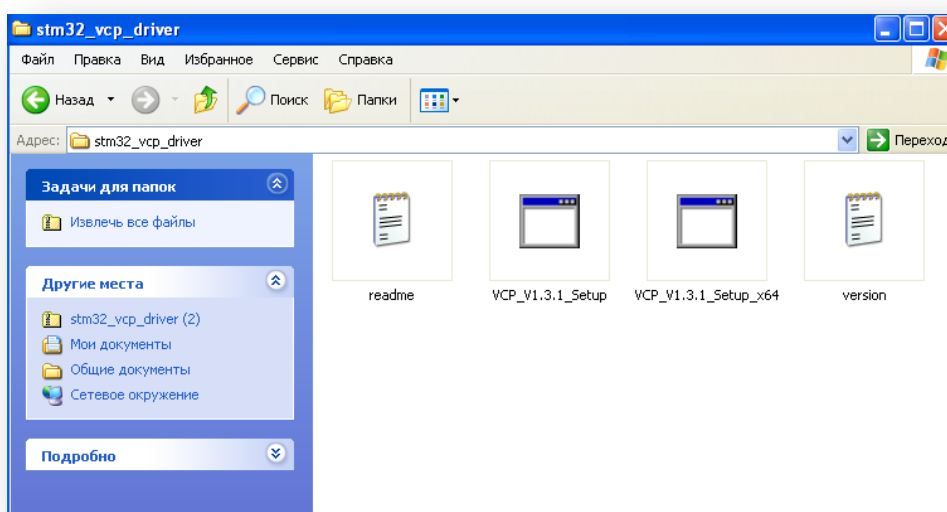 stm32_vcp_driver
Файл Правка Вид Избранное Сервис Справка
Назад Поиск Папки
Адрес: stm32_vcp_driver Переход
Задачи для папок
Извлечь все файлы
Другие места
stm32_vcp_driver (2)
Мои документы
Общие документы
Сетевое окружение
Подробно
readme VCP_V1.3.1_Setup VCP_V1.3.1_Setup_x64 version